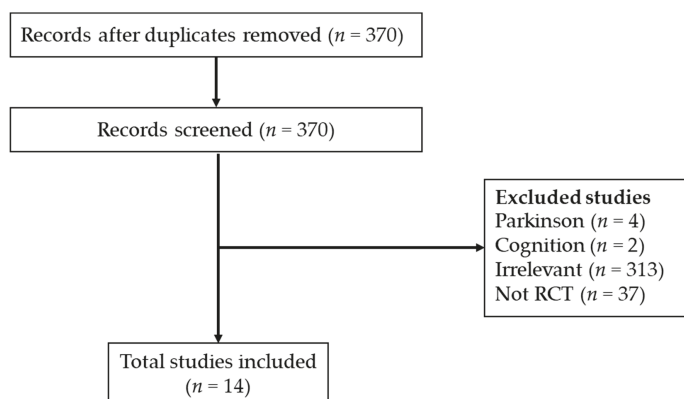 Records after duplicates removed (n = 370)
Records screened (n = 370)
Excluded studies
Parkinson (n = 4)
Cognition (n = 2)
Irrelevant (n = 313)
Not RCT (n = 37)
Total studies included
(n = 14)